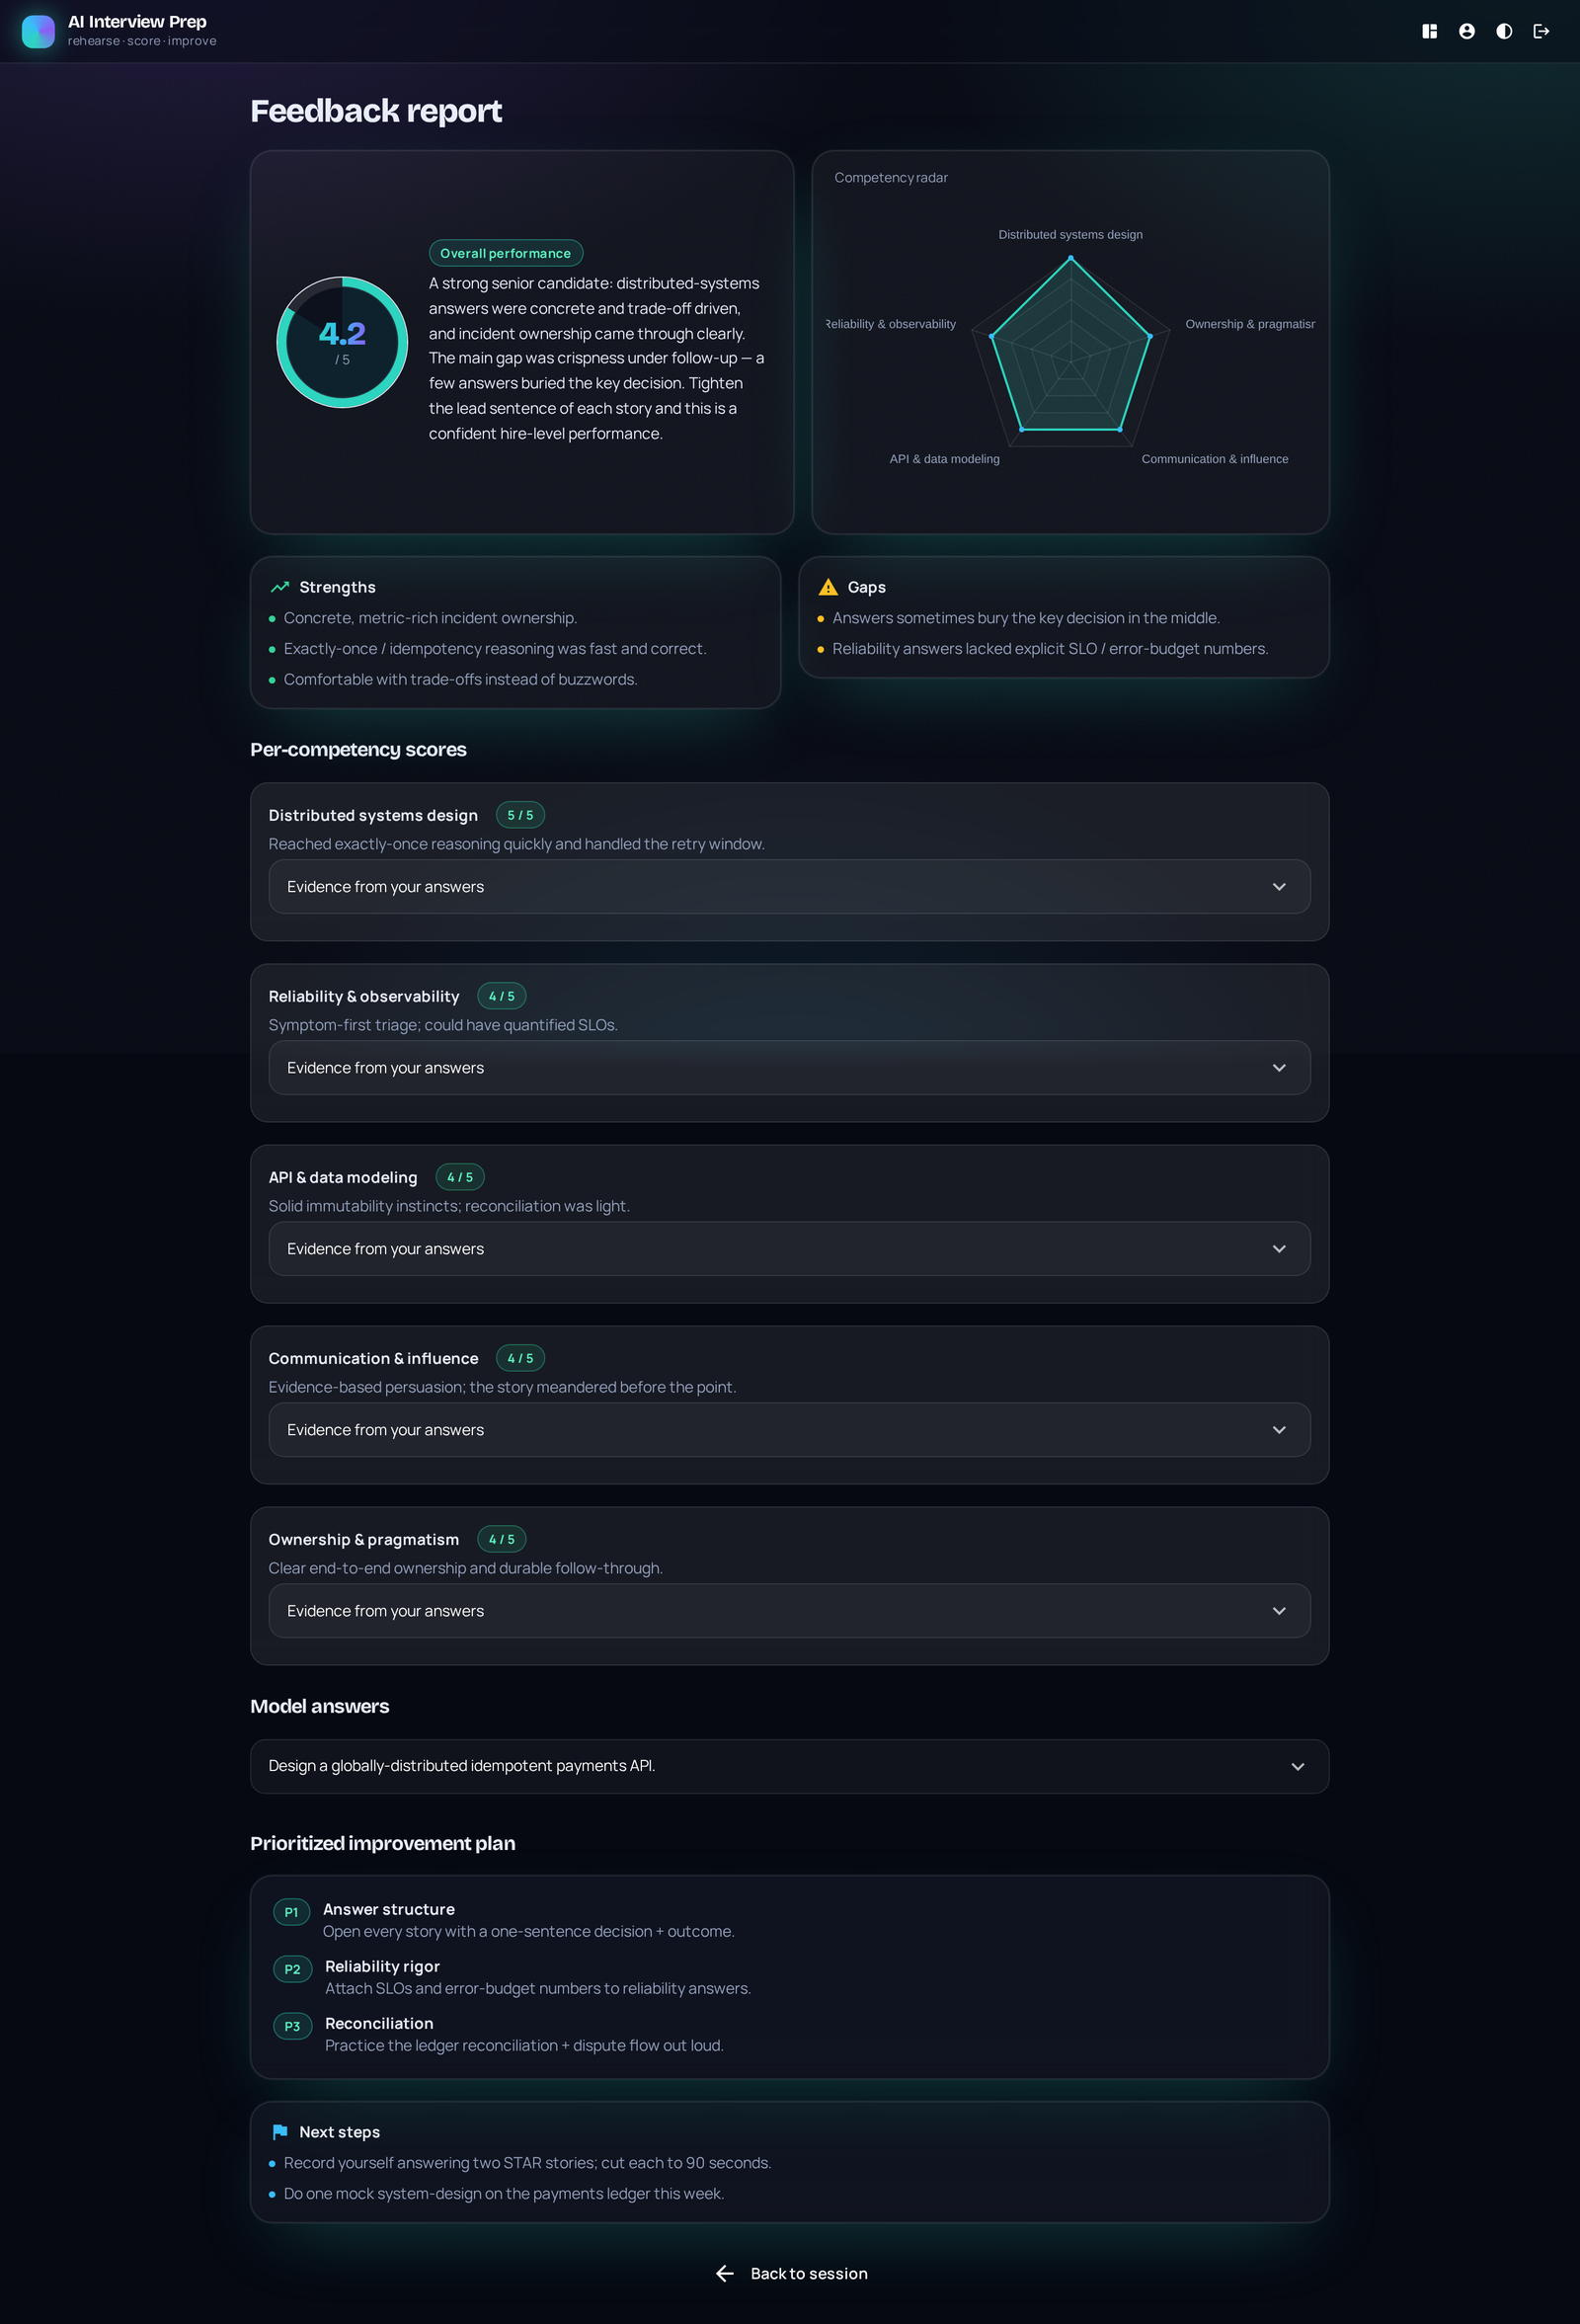 AI Interview Prep
rehearse · score · improve
Feedback report
4.2
/ 5
Overall performance
A strong senior candidate: distributed-systems
answers were concrete and trade-off driven,
and incident ownership came through clearly.
The main gap was crispness under follow-up — a
few answers buried the key decision. Tighten
the lead sentence of each story and this is a
confident hire-level performance.
Competency radar
Distributed systems design
Reliability & observability
Ownership & pragmatism
API & data modeling
Communication & influence
Strengths
Concrete, metric-rich incident ownership.
Exactly-once / idempotency reasoning was fast and correct.
Comfortable with trade-offs instead of buzzwords.
Gaps
Answers sometimes bury the key decision in the middle.
Reliability answers lacked explicit SLO / error-budget numbers.
Per-competency scores
Distributed systems design 5 / 5
Reached exactly-once reasoning quickly and handled the retry window.
Evidence from your answers
Reliability & observability 4 / 5
Symptom-first triage; could have quantified SLOs.
Evidence from your answers
API & data modeling 4 / 5
Solid immutability instincts; reconciliation was light.
Evidence from your answers
Communication & influence 4 / 5
Evidence-based persuasion; the story meandered before the point.
Evidence from your answers
Ownership & pragmatism 4 / 5
Clear end-to-end ownership and durable follow-through.
Evidence from your answers
Model answers
Design a globally-distributed idempotent payments API.
Prioritized improvement plan
P1 Answer structure
Open every story with a one-sentence decision + outcome.
P2 Reliability rigor
Attach SLOs and error-budget numbers to reliability answers.
P3 Reconciliation
Practice the ledger reconciliation + dispute flow out loud.
Next steps
Record yourself answering two STAR stories; cut each to 90 seconds.
Do one mock system-design on the payments ledger this week.
Back to session